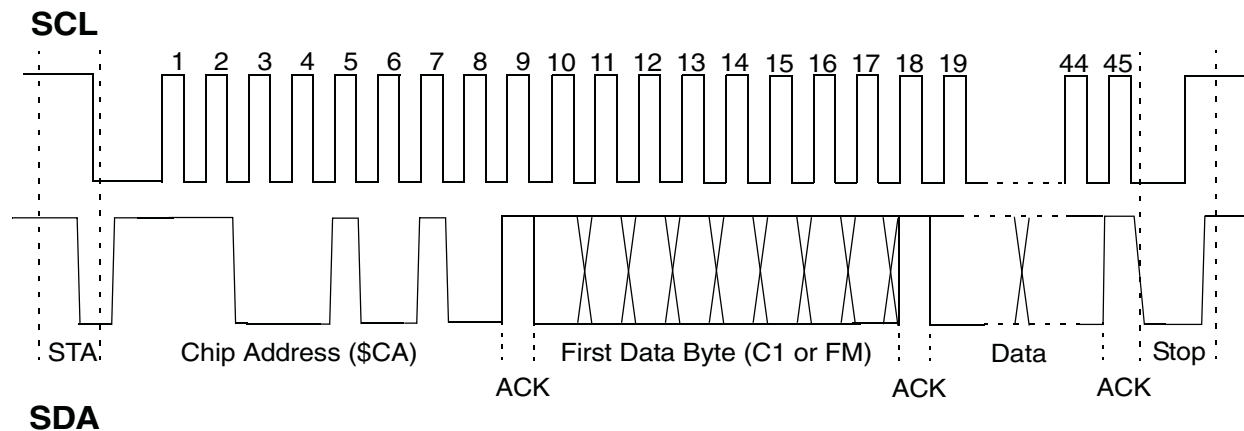 SCL
1 2 3 4 5 6 7 8 9 10 11 12 13 14 15 16 17 18 19 44 45
STA Chip Address ($CA) First Data Byte (C1 or FM) Data Stop
ACK ACK ACK
SDA